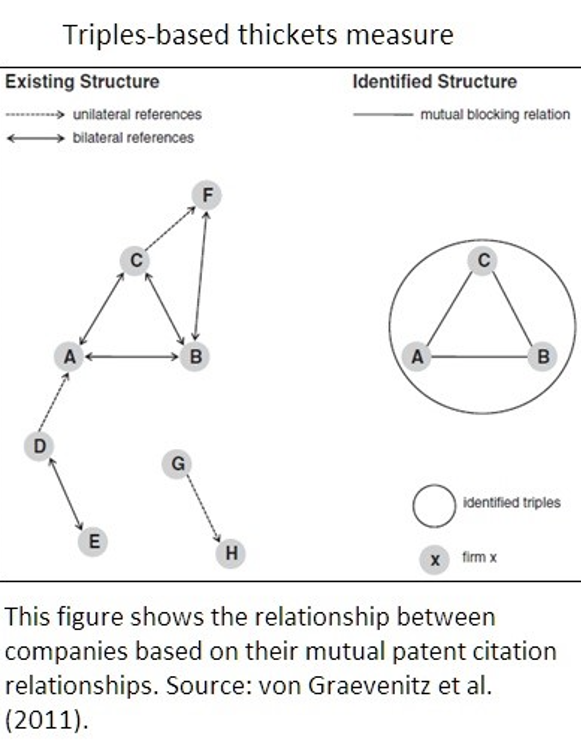 Triples-based thickets measure
Existing Structure
unilateral references
bilateral references
Identified Structure
mutual blocking relation
F
C
A
B
D
E
G
H
C
A
B
identified triples
x
firm x
This figure shows the relationship between
companies based on their mutual patent citation
relationships. Source: von Graevenitz et al.
(2011).